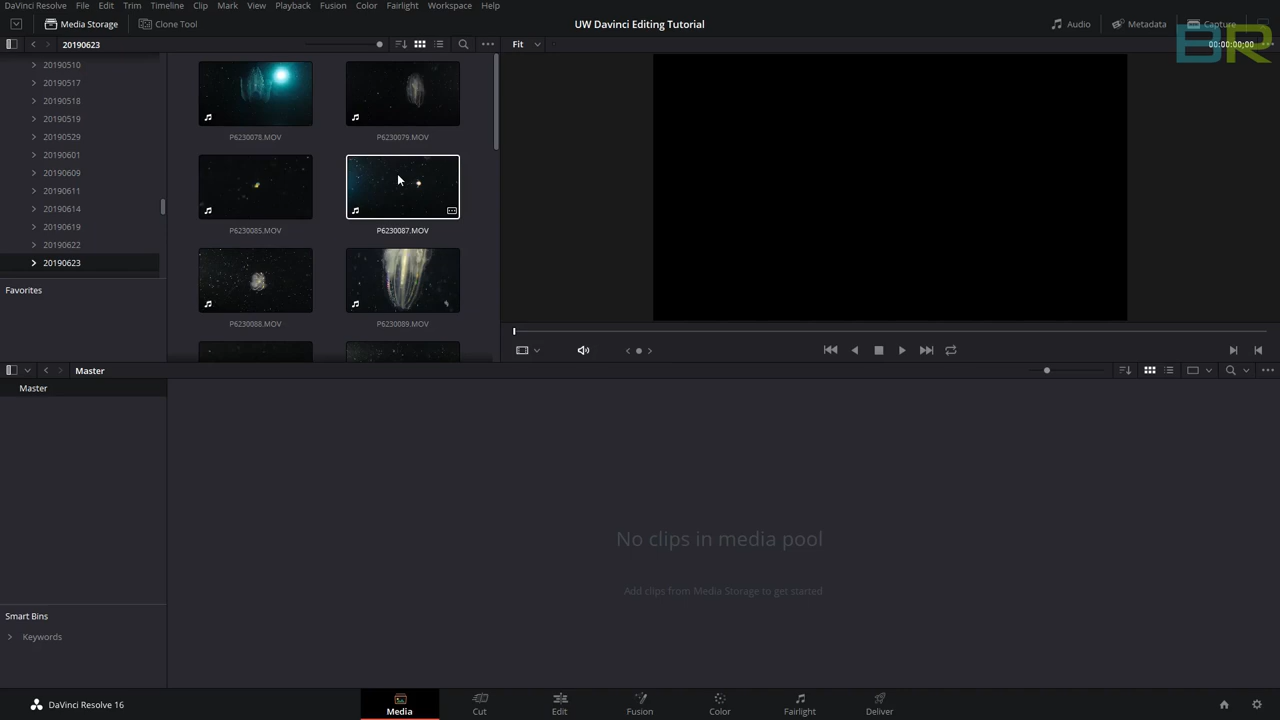 DaVinci Resolve File Edit Trim Timeline Clip Mark View Playback Fusion Color Fairlight Workspace Help
Media Storage Clone Tool UW Davinci Editing Tutorial Audio Metadata Capture
20190623 Fit 00:00:00;00
BR
20190510
20190517
20190518
20190519
20190529
20190601
20190609
20190611
20190614
20190619
20190622
20190623
P6230078.MOV P6230079.MOV
P6230085.MOV P6230087.MOV
P6230088.MOV P6230089.MOV
Favorites
Master
Master
No clips in media pool
Add clips from Media Storage to get started
Smart Bins
Keywords
DaVinci Resolve 16 Media Cut Edit Fusion Color Fairlight Deliver